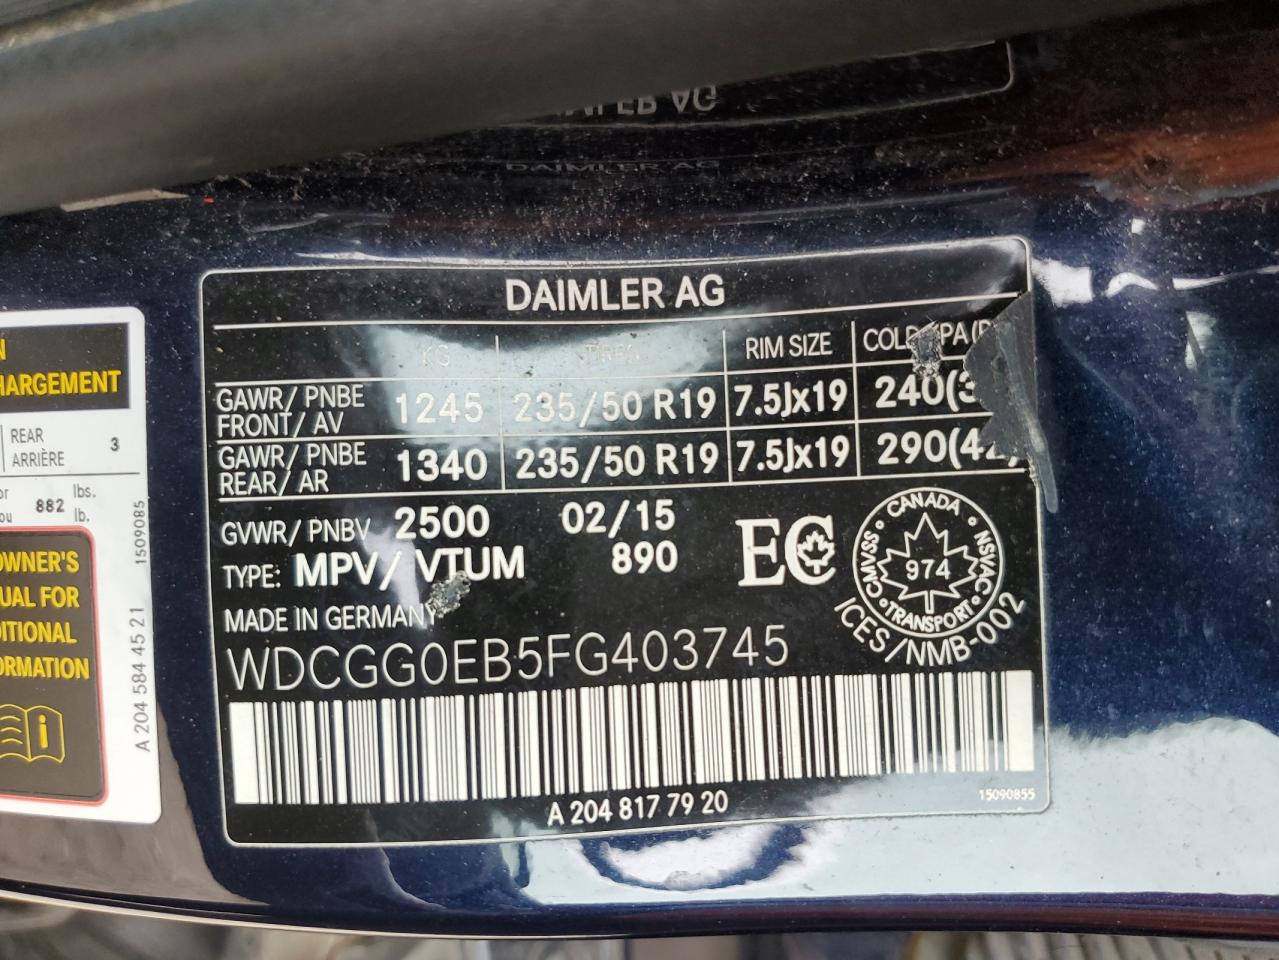 DAIMLER AG
KG TIRES RIM SIZE COLD
GAWR/PNBE FRONT/AV 1245 235/50 R19 7.5Jx19 240
GAWR/PNBE REAR/AR 1340 235/50 R19 7.5Jx19 290
GVWR/PNBV 2500 02/15
TYPE: MPV/VTUM 890
EC
CANADA
CMVSS 974 NSVAC
TRANSPORT
ICES/NMB-002
MADE IN GERMANY
WDCGG0EB5FG403745
A 204 817 79 20
15090855
HARGEMENT
REAR
ARRIÈRE 3
882 lbs.
lb.
OWNER'S
UAL FOR
DITIONAL
ORMATION
i
A 204 584 45 21 1509085
DAIMLER AG